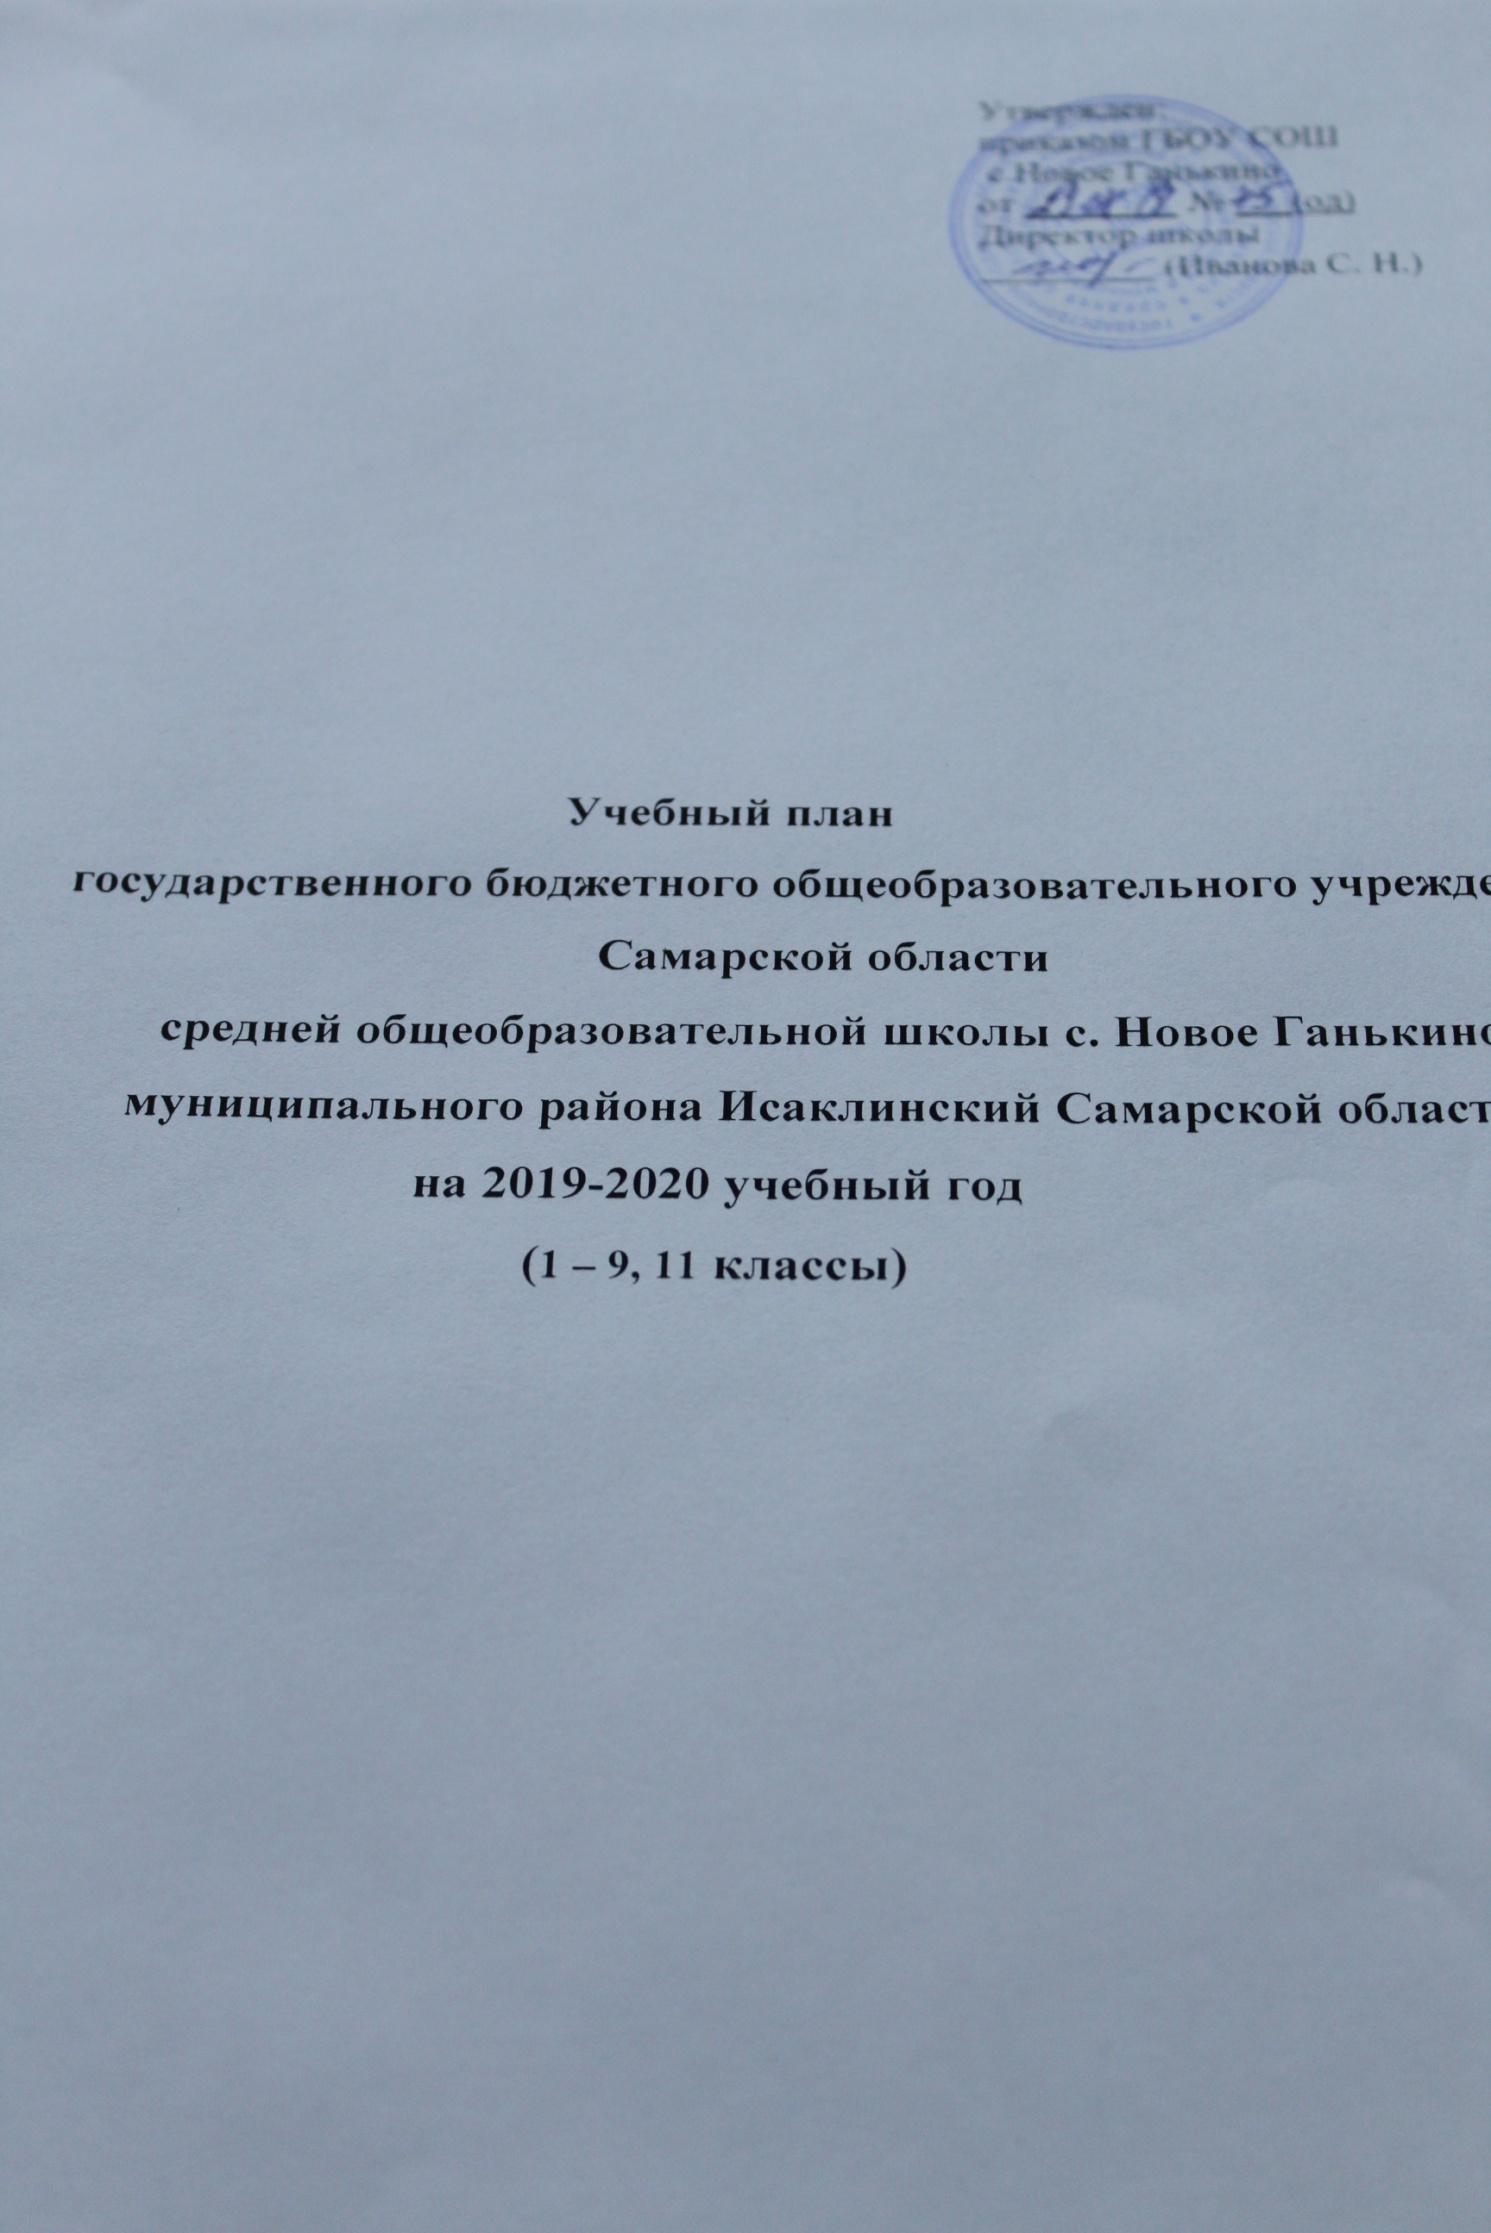 Утвержден:
приказом ГБОУ СОШ
с Новое Ганькино
от № (од)
Директор школы
(Иванова С. Н.)
Учебный план
государственного бюджетного общеобразовательного учрежде
Самарской области
средней общеобразовательной школы с. Новое Ганькино
муниципального района Исаклинский Самарской област
на 2019-2020 учебный год
(1 – 9, 11 классы)